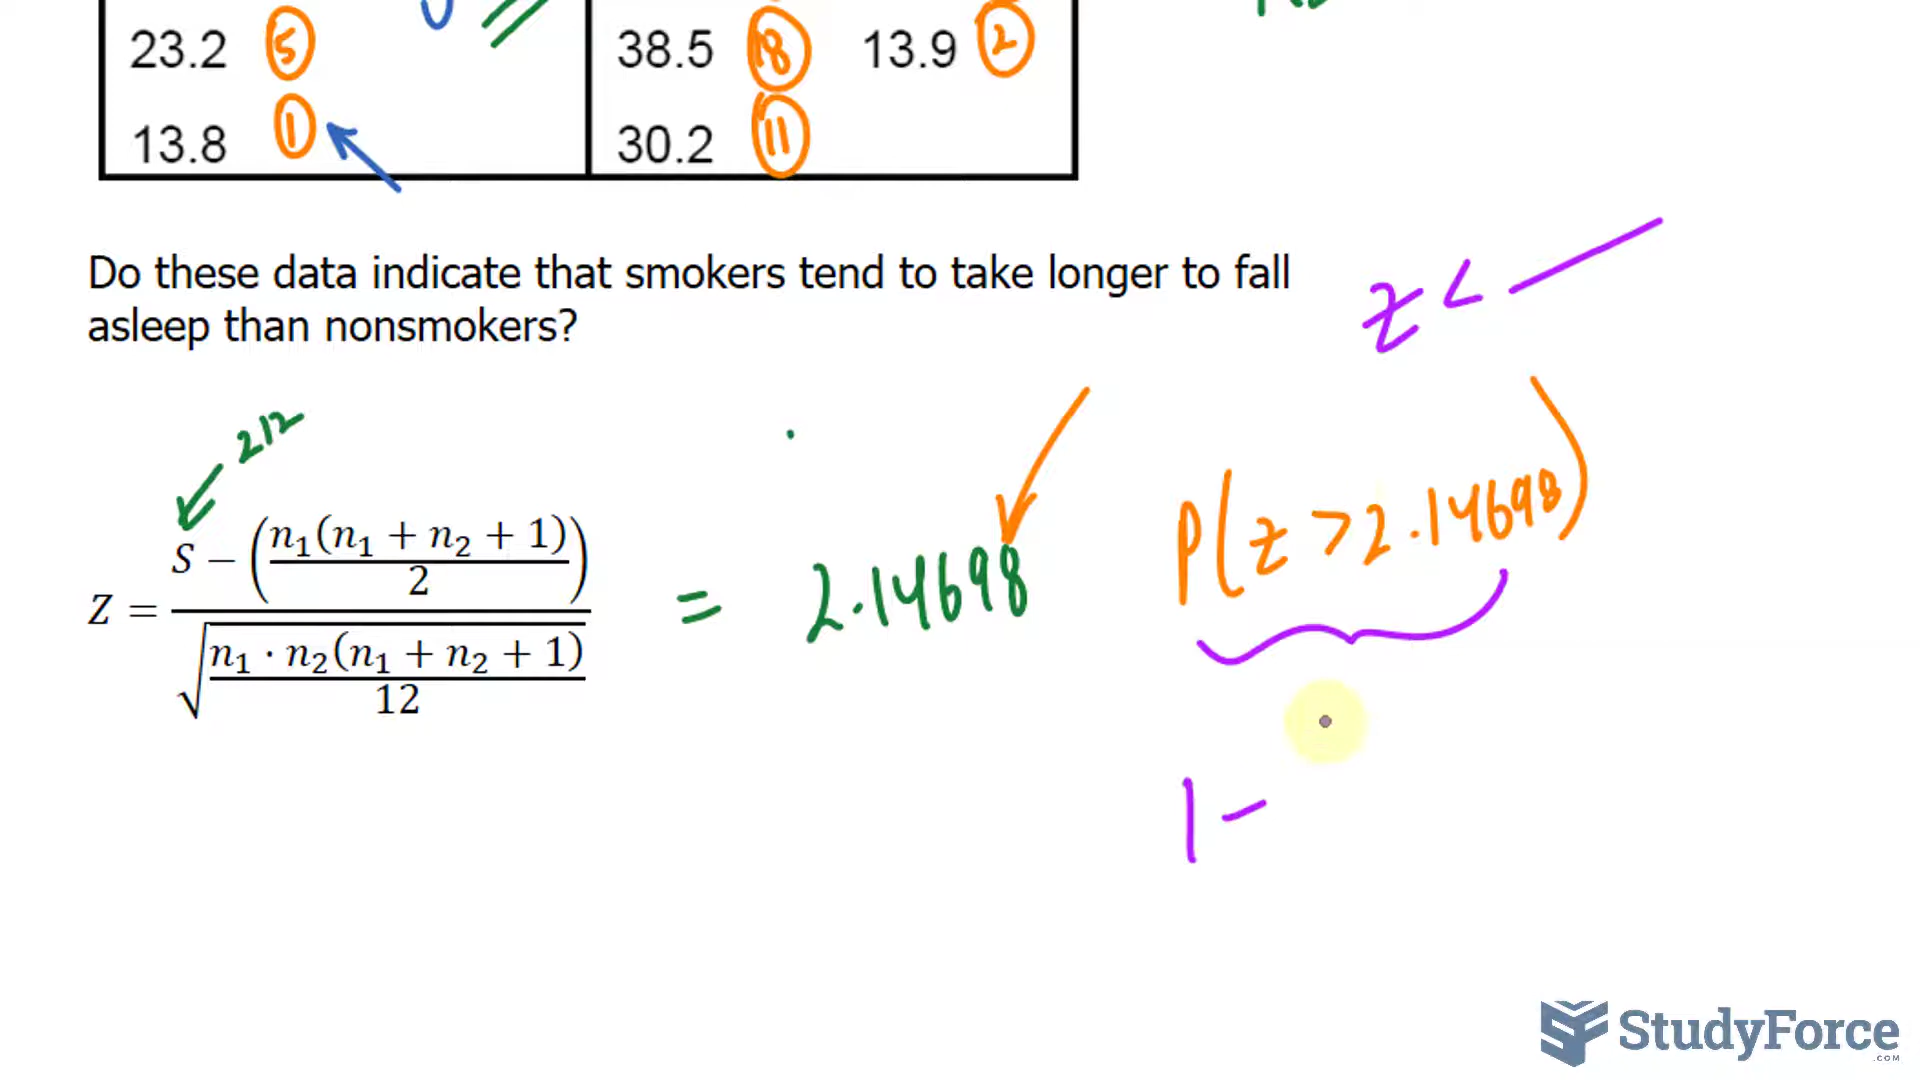 23.2 5 38.5 18 13.9 2
13.8 1 30.2 11
Do these data indicate that smokers tend to take longer to fall
asleep than nonsmokers?
z <
212
Z = (S − (n₁(n₁ + n₂ + 1)/2)) / √(n₁ · n₂(n₁ + n₂ + 1)/12) = 2.14698
P(z > 2.14698)
1 −
StudyForce
.COM